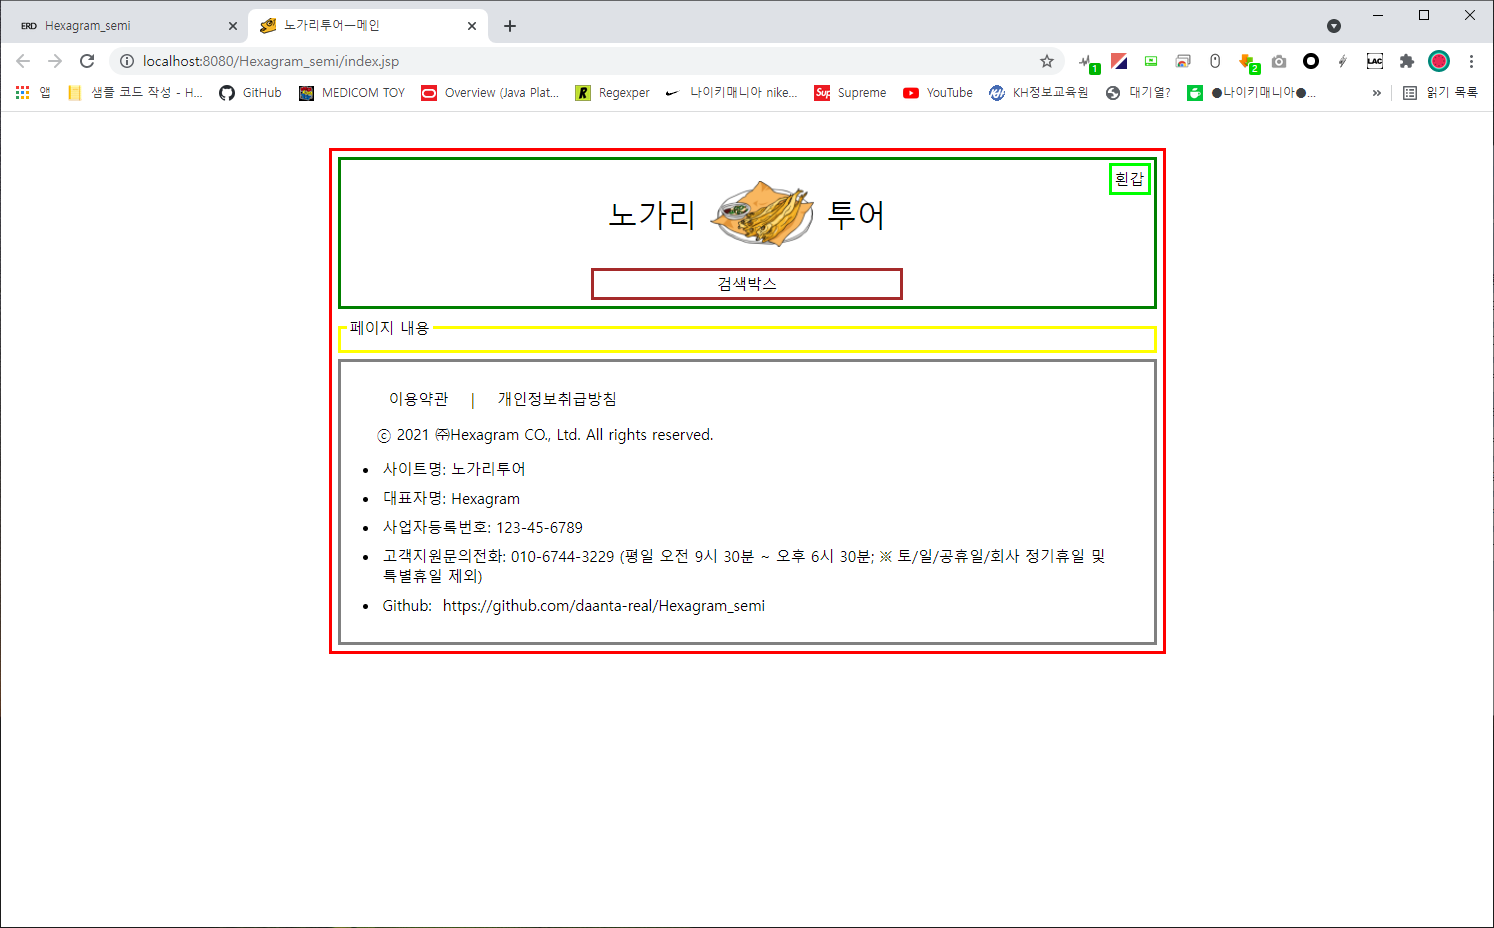 ERD Hexagram_semi
노가리투어—메인
localhost:8080/Hexagram_semi/index.jsp
1
2
LAC
앱
샘플 코드 작성 - H...
GitHub
MEDICOM TOY
Overview (Java Plat...
R Regexper
나이키매니아 nike...
Sup Supreme
YouTube
KH KH정보교육원
대기열?
●나이키매니아●...
»
읽기 목록
횐갑
노가리 투어
검색박스
페이지 내용
이용약관 | 개인정보취급방침
ⓒ 2021 ㈜Hexagram CO., Ltd. All rights reserved.
• 사이트명: 노가리투어
• 대표자명: Hexagram
• 사업자등록번호: 123-45-6789
• 고객지원문의전화: 010-6744-3229 (평일 오전 9시 30분 ~ 오후 6시 30분; ※ 토/일/공휴일/회사 정기휴일 및
특별휴일 제외)
• Github: https://github.com/daanta-real/Hexagram_semi